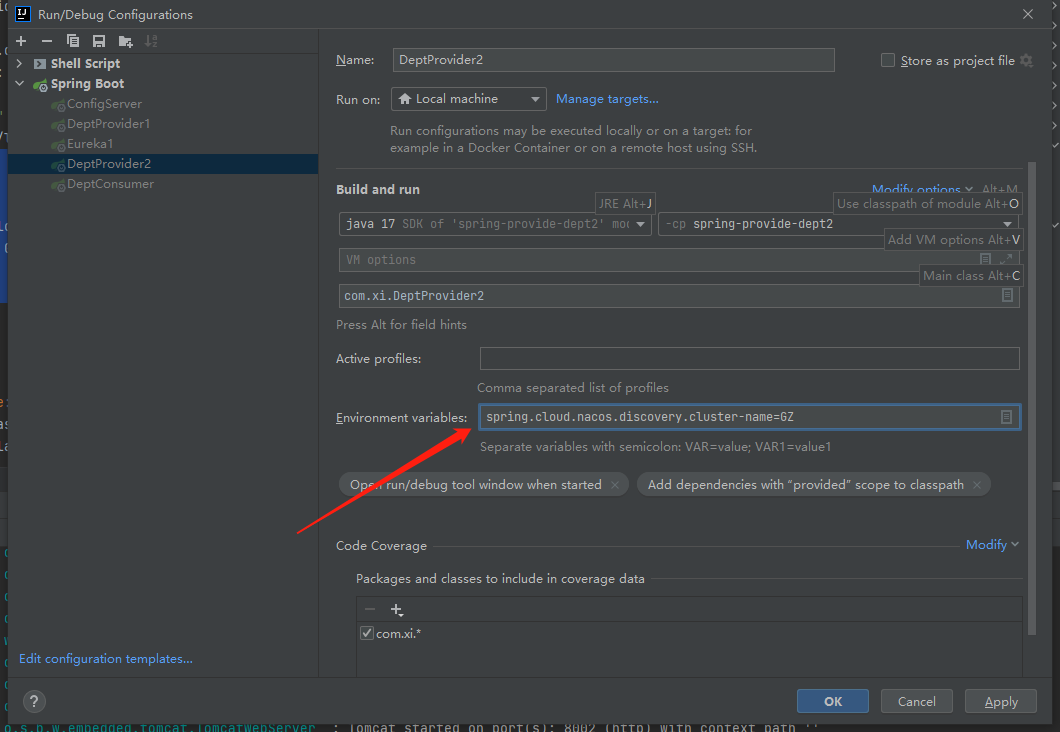 Run/Debug Configurations
Shell Script
Spring Boot
ConfigServer
DeptProvider1
Eureka1
DeptProvider2
DeptConsumer
Edit configuration templates...
Name: DeptProvider2
Store as project file
Run on: Local machine Manage targets...
Run configurations may be executed locally or on a target: for
example in a Docker Container or on a remote host using SSH.
Build and run
Modify options Alt+M
JRE Alt+J
Use classpath of module Alt+O
java 17 SDK of 'spring-provide-dept2' mod
-cp spring-provide-dept2
Add VM options Alt+V
VM options
Main class Alt+C
com.xi.DeptProvider2
Press Alt for field hints
Active profiles:
Comma separated list of profiles
Environment variables: spring.cloud.nacos.discovery.cluster-name=GZ
Separate variables with semicolon: VAR=value; VAR1=value1
Open run/debug tool window when started
Add dependencies with “provided” scope to classpath
Code Coverage
Modify
Packages and classes to include in coverage data
com.xi.*
?
OK
Cancel
Apply
o.s.b.w.embedded.tomcat.TomcatWebServer : Tomcat started on port(s): 8002 (http) with context path ''